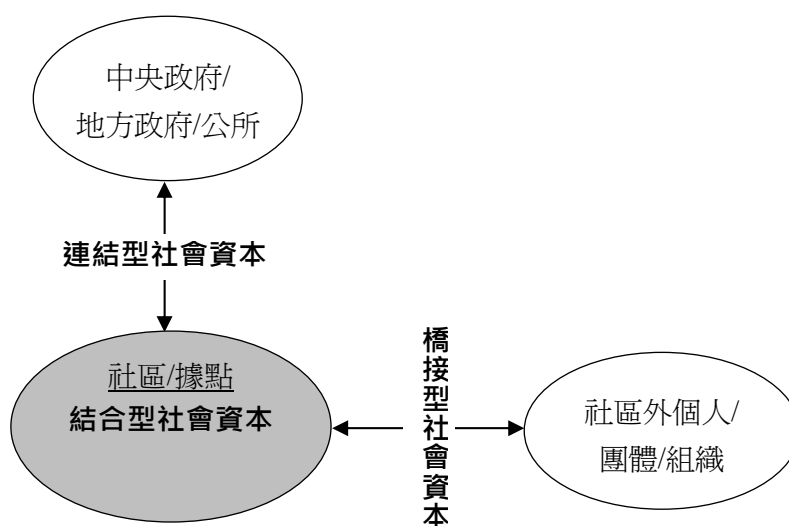 中央政府/
地方政府/公所
連結型社會資本
社區/據點
結合型社會資本
橋接型社會資本
社區外個人/
團體/組織